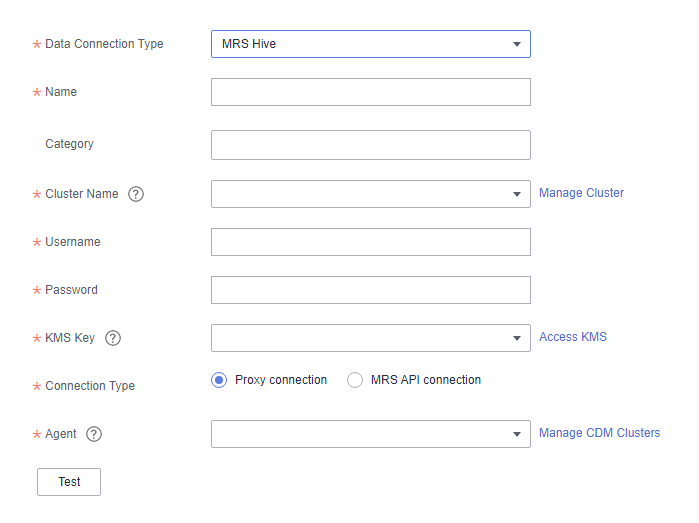 * Data Connection Type MRS Hive
* Name
Category
* Cluster Name ? Manage Cluster
* Username
* Password
* KMS Key ? Access KMS
* Connection Type Proxy connection MRS API connection
* Agent ? Manage CDM Clusters
Test